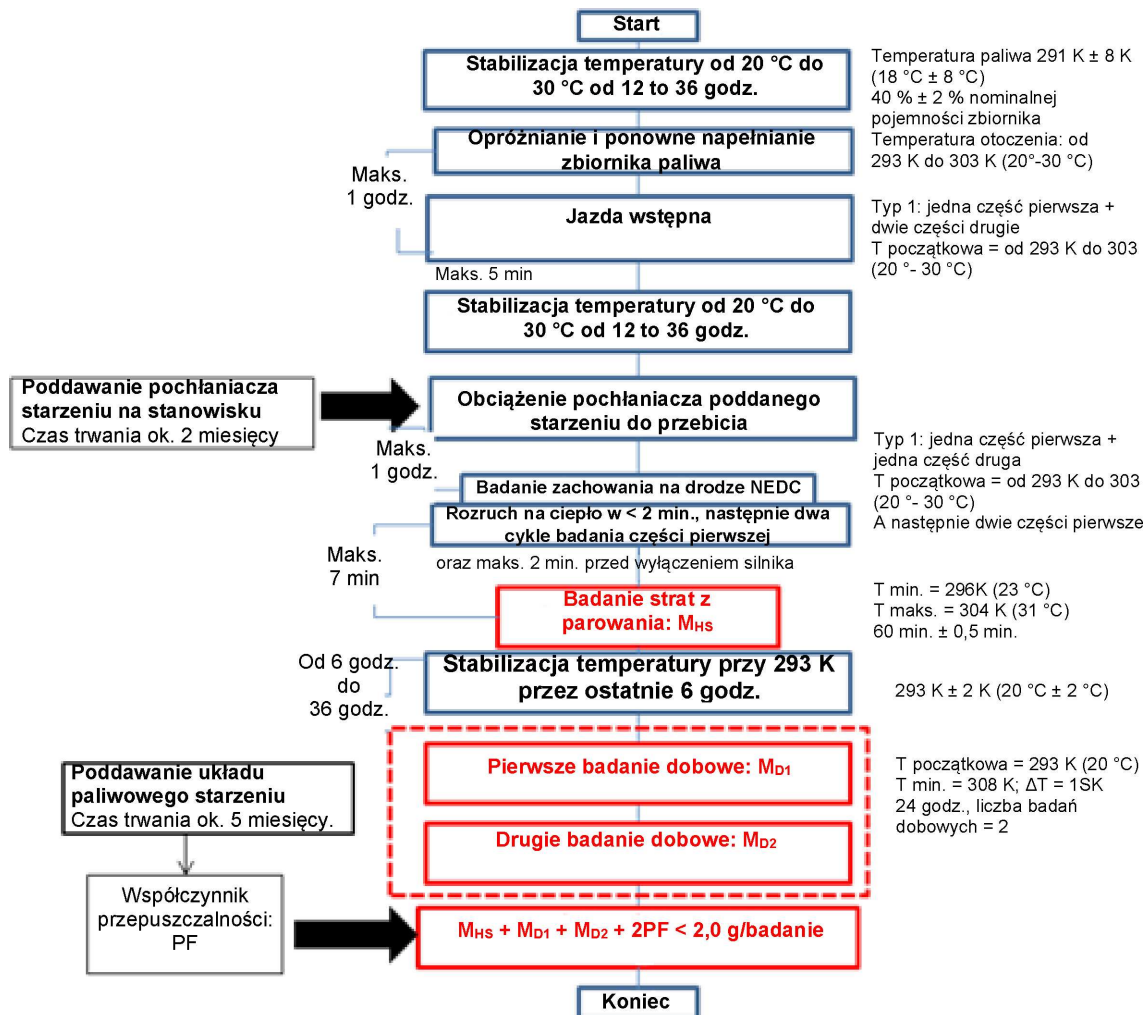 Start
Stabilizacja temperatury od 20 °C do
30 °C od 12 to 36 godz.
Temperatura paliwa 291 K ± 8 K
(18 °C ± 8 °C)
40 % ± 2 % nominalnej
pojemności zbiornika
Temperatura otoczenia: od
293 K do 303 K (20°-30 °C)
Opróżnianie i ponowne napełnianie
zbiornika paliwa
Maks.
1 godz.
Jazda wstępna
Typ 1: jedna część pierwsza +
dwie części drugie
T początkowa = od 293 K do 303
(20 °- 30 °C)
Maks. 5 min
Stabilizacja temperatury od 20 °C do
30 °C od 12 to 36 godz.
Poddawanie pochłaniacza
starzeniu na stanowisku
Czas trwania ok. 2 miesięcy
Obciążenie pochłaniacza poddanego
starzeniu do przebicia
Maks.
1 godz.
Typ 1: jedna część pierwsza +
jedna część druga
T początkowa = od 293 K do 303
(20 °- 30 °C)
A następnie dwie części pierwsze
Badanie zachowania na drodze NEDC
Rozruch na ciepło w < 2 min., następnie dwa
cykle badania części pierwszej
oraz maks. 2 min. przed wyłączeniem silnika
Maks.
7 min
Badanie strat z
parowania: MHS
T min. = 296K (23 °C)
T maks. = 304 K (31 °C)
60 min. ± 0,5 min.
Od 6 godz.
do
36 godz.
Stabilizacja temperatury przy 293 K
przez ostatnie 6 godz.
293 K ± 2 K (20 °C ± 2 °C)
Pierwsze badanie dobowe: MD1
T początkowa = 293 K (20 °C)
T min. = 308 K; ΔT = 1SK
24 godz., liczba badań
dobowych = 2
Poddawanie układu
paliwowego starzeniu
Czas trwania ok. 5 miesięcy.
Drugie badanie dobowe: MD2
Współczynnik
przepuszczalności:
PF
MHS + MD1 + MD2 + 2PF < 2,0 g/badanie
Koniec